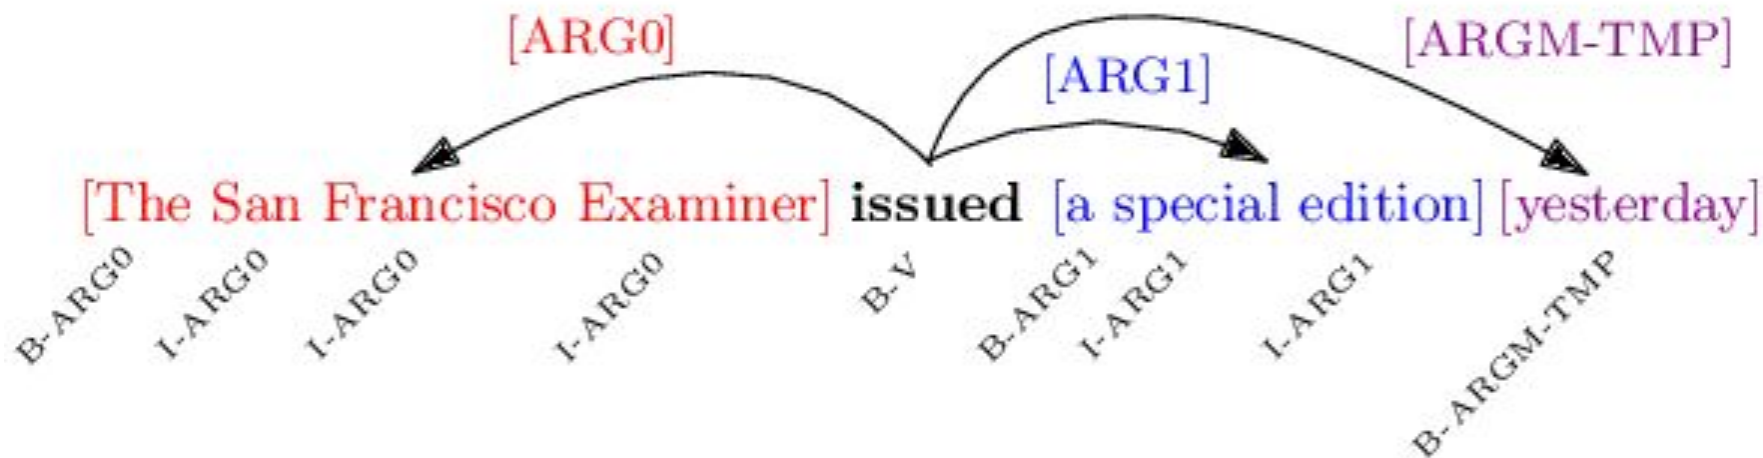 [ARG0] [ARG1] [ARGM-TMP]
[The San Francisco Examiner] issued [a special edition] [yesterday]
B-ARG0 I-ARG0 I-ARG0 I-ARG0 B-V B-ARG1 I-ARG1 I-ARG1 B-ARGM-TMP